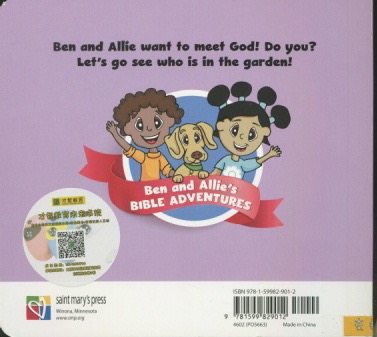 Ben and Allie want to meet God! Do you?
Let's go see who is in the garden!
Ben and Allie's
BIBLE ADVENTURES
saint mary's press
Winona, Minnesota
www.smp.org
ISBN 978-1-59982-901-2
9 781599 829012
4602 (PO5663) Made in China